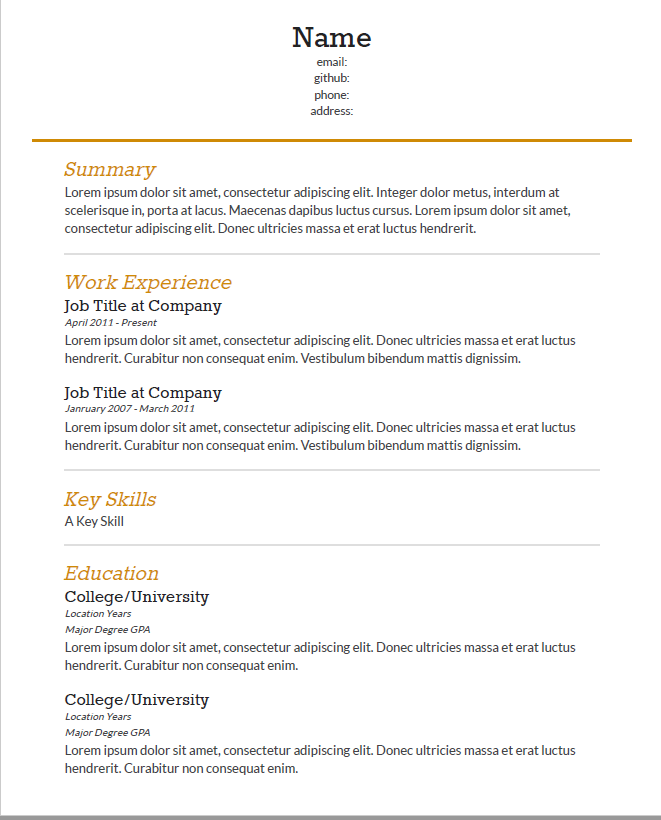 Name
email:
github:
phone:
address:
Summary
Lorem ipsum dolor sit amet, consectetur adipiscing elit. Integer dolor metus, interdum at
scelerisque in, porta at lacus. Maecenas dapibus luctus cursus. Lorem ipsum dolor sit amet,
consectetur adipiscing elit. Donec ultricies massa et erat luctus hendrerit.
Work Experience
Job Title at Company
April 2011 - Present
Lorem ipsum dolor sit amet, consectetur adipiscing elit. Donec ultricies massa et erat luctus
hendrerit. Curabitur non consequat enim. Vestibulum bibendum mattis dignissim.
Job Title at Company
Janruary 2007 - March 2011
Lorem ipsum dolor sit amet, consectetur adipiscing elit. Donec ultricies massa et erat luctus
hendrerit. Curabitur non consequat enim. Vestibulum bibendum mattis dignissim.
Key Skills
A Key Skill
Education
College/University
Location Years
Major Degree GPA
Lorem ipsum dolor sit amet, consectetur adipiscing elit. Donec ultricies massa et erat luctus
hendrerit. Curabitur non consequat enim.
College/University
Location Years
Major Degree GPA
Lorem ipsum dolor sit amet, consectetur adipiscing elit. Donec ultricies massa et erat luctus
hendrerit. Curabitur non consequat enim.